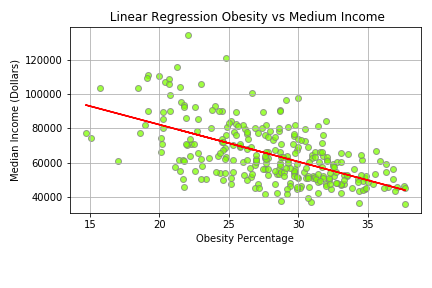 Linear Regression Obesity vs Medium Income
Median Income (Dollars)
120000
100000
80000
60000
40000
15 20 25 30 35
Obesity Percentage